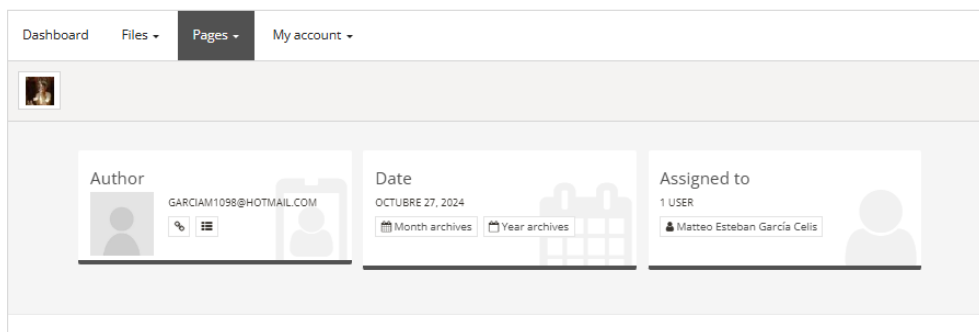 Dashboard Files Pages My account
Author
GARCIAM1098@HOTMAIL.COM
Date
OCTUBRE 27, 2024
Month archives Year archives
Assigned to
1 USER
Matteo Esteban García Celis